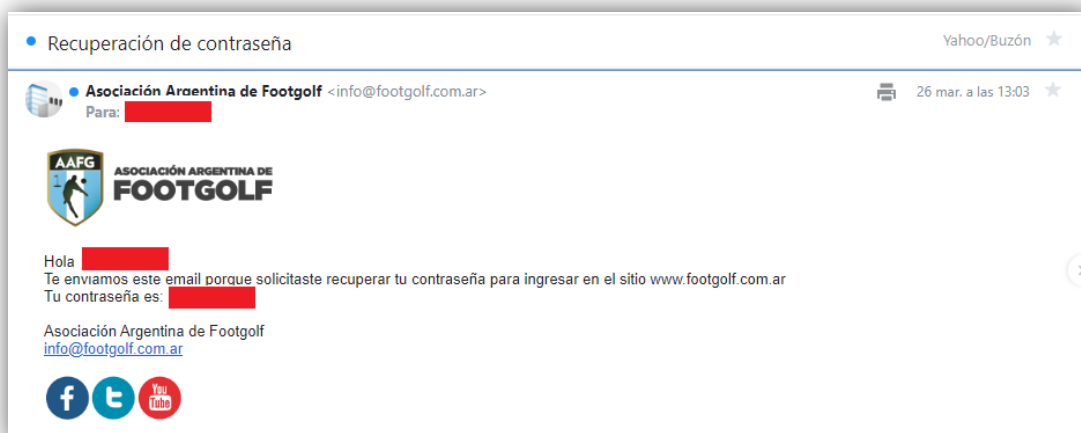 Recuperación de contraseña
Yahoo/Buzón
Asociación Argentina de Footgolf <info@footgolf.com.ar>
26 mar. a las 13:03
Para:
AAFG
ASOCIACIÓN ARGENTINA DE
FOOTGOLF
Hola
Te enviamos este email porque solicitaste recuperar tu contraseña para ingresar en el sitio www.footgolf.com.ar
Tu contraseña es:
Asociación Argentina de Footgolf
info@footgolf.com.ar
You
Tube